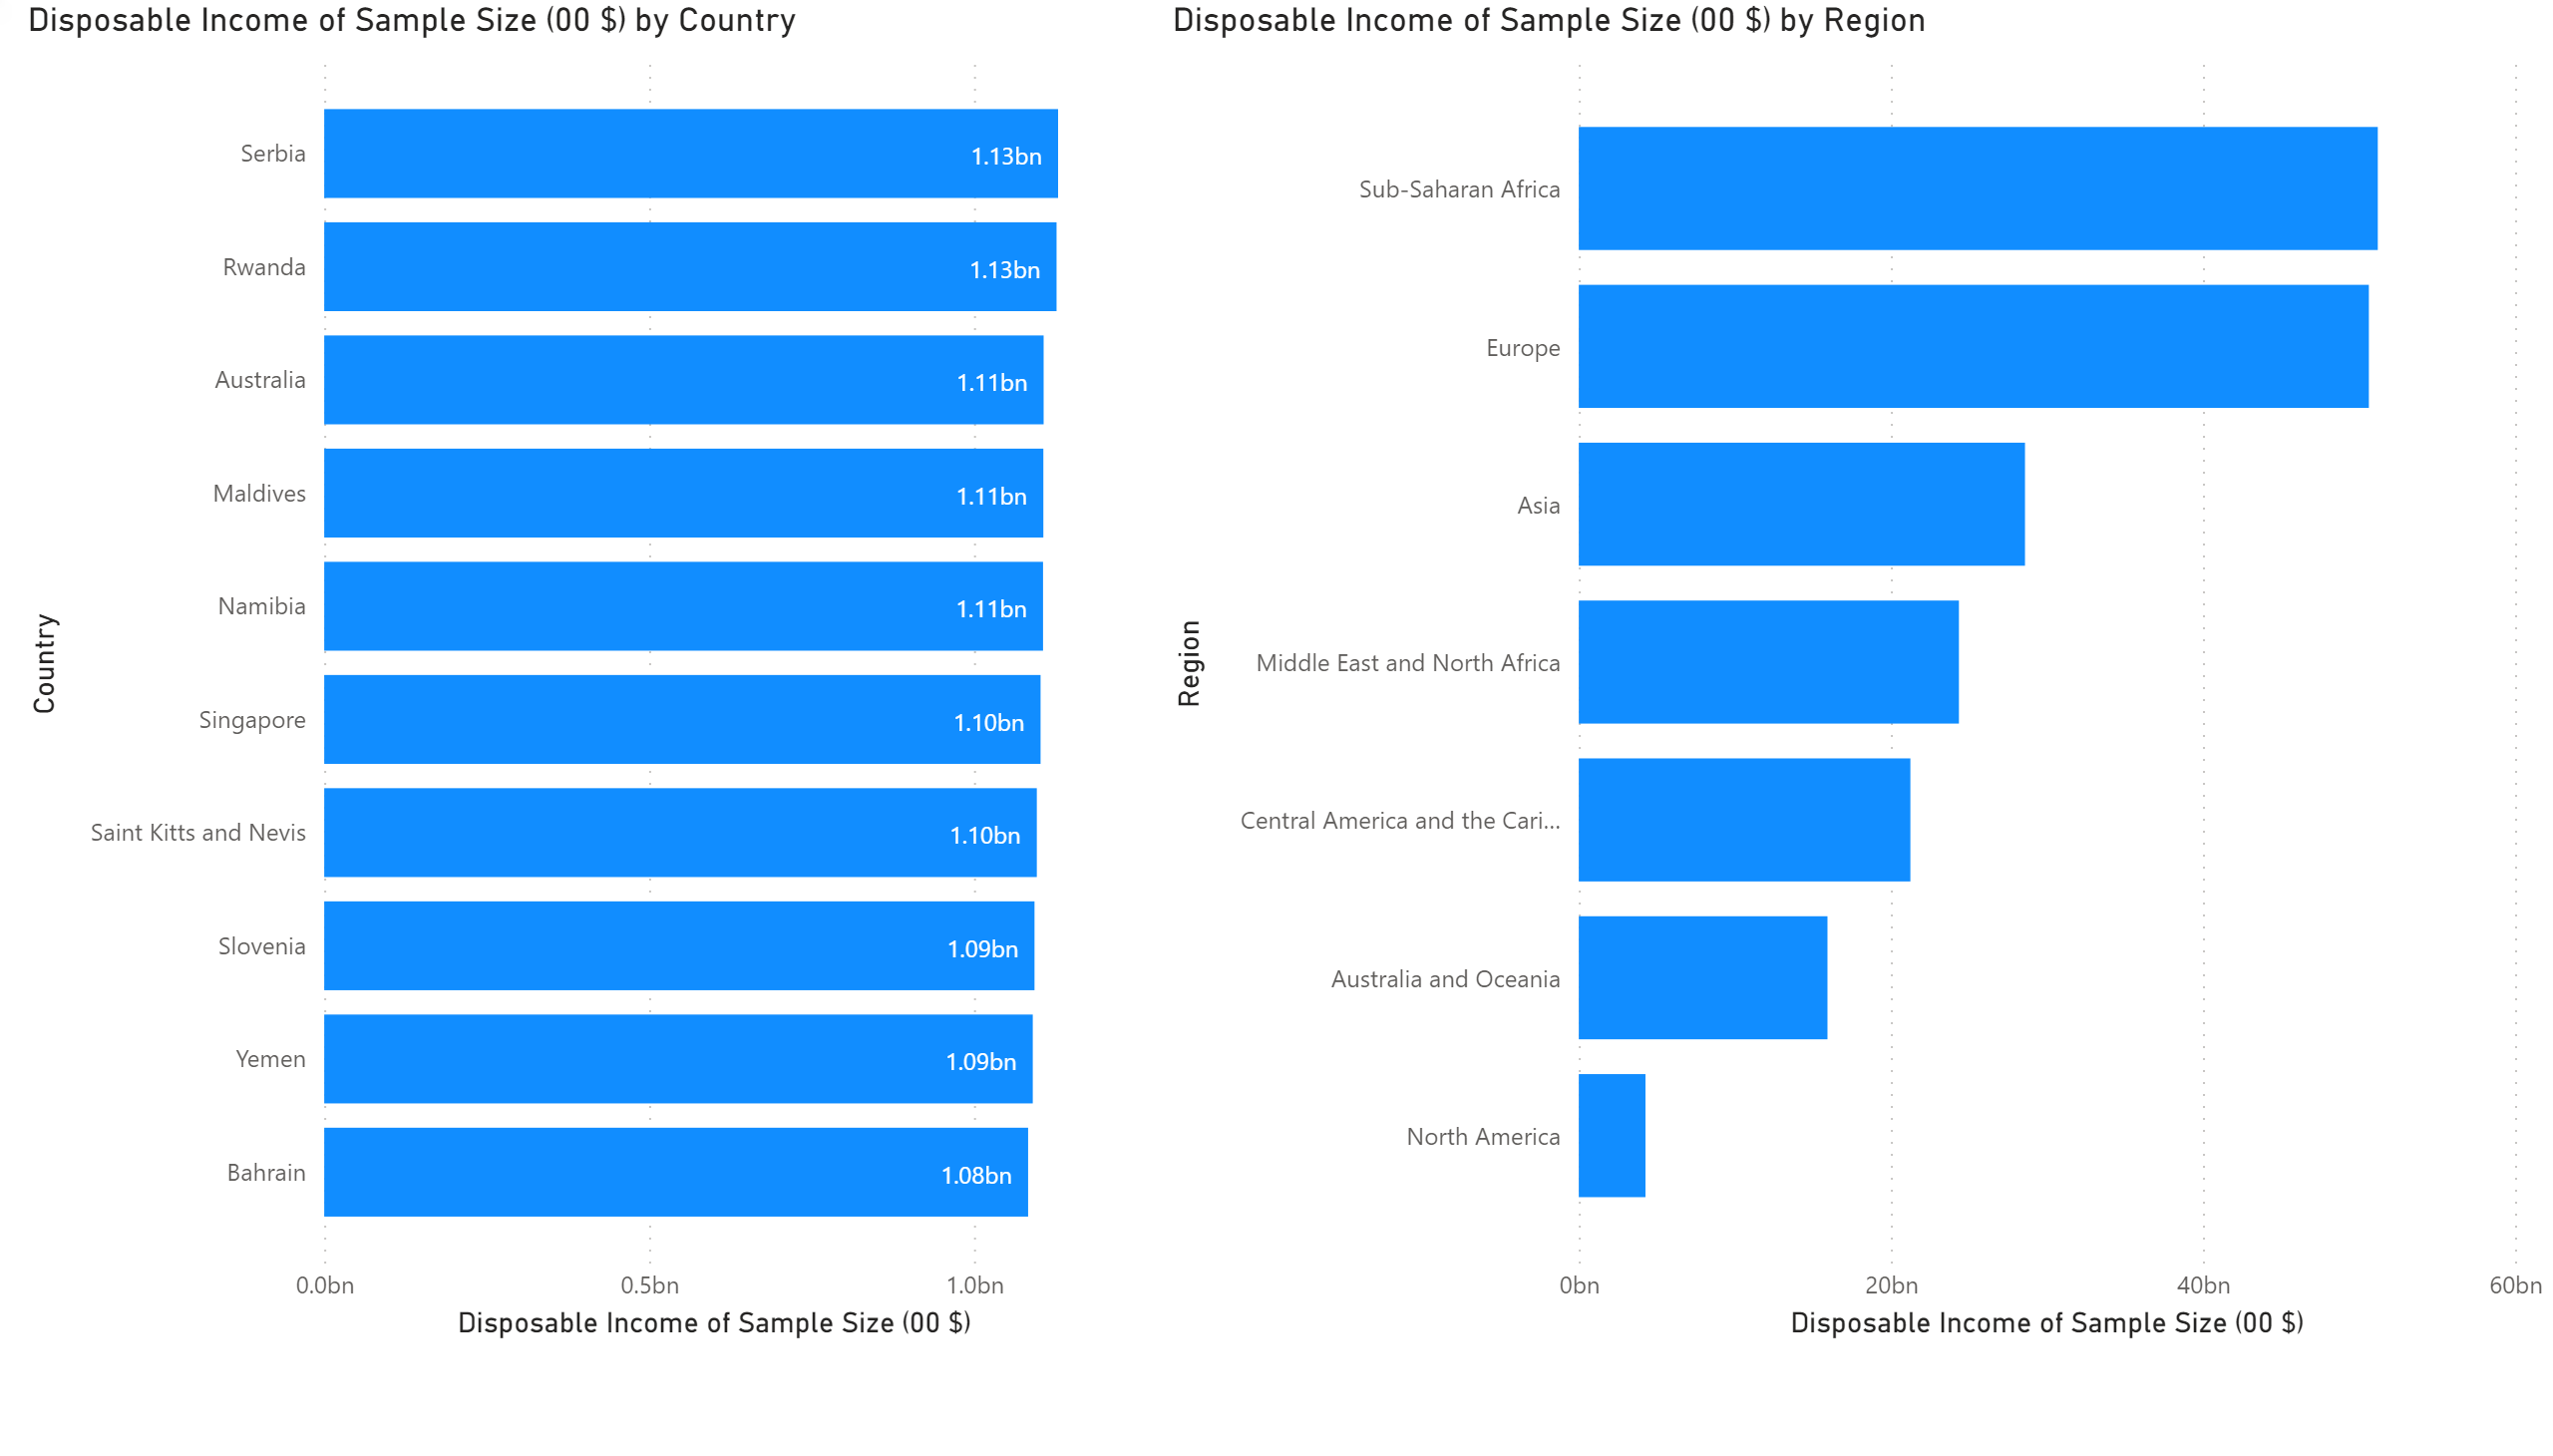 Disposable Income of Sample Size (00 $) by Country
Country
Serbia
1.13bn
Rwanda
1.13bn
Australia
1.11bn
Maldives
1.11bn
Namibia
1.11bn
Singapore
1.10bn
Saint Kitts and Nevis
1.10bn
Slovenia
1.09bn
Yemen
1.09bn
Bahrain
1.08bn
0.0bn
0.5bn
1.0bn
Disposable Income of Sample Size (00 $)
Disposable Income of Sample Size (00 $) by Region
Region
Sub-Saharan Africa
Europe
Asia
Middle East and North Africa
Central America and the Cari...
Australia and Oceania
North America
0bn
20bn
40bn
60bn
Disposable Income of Sample Size (00 $)